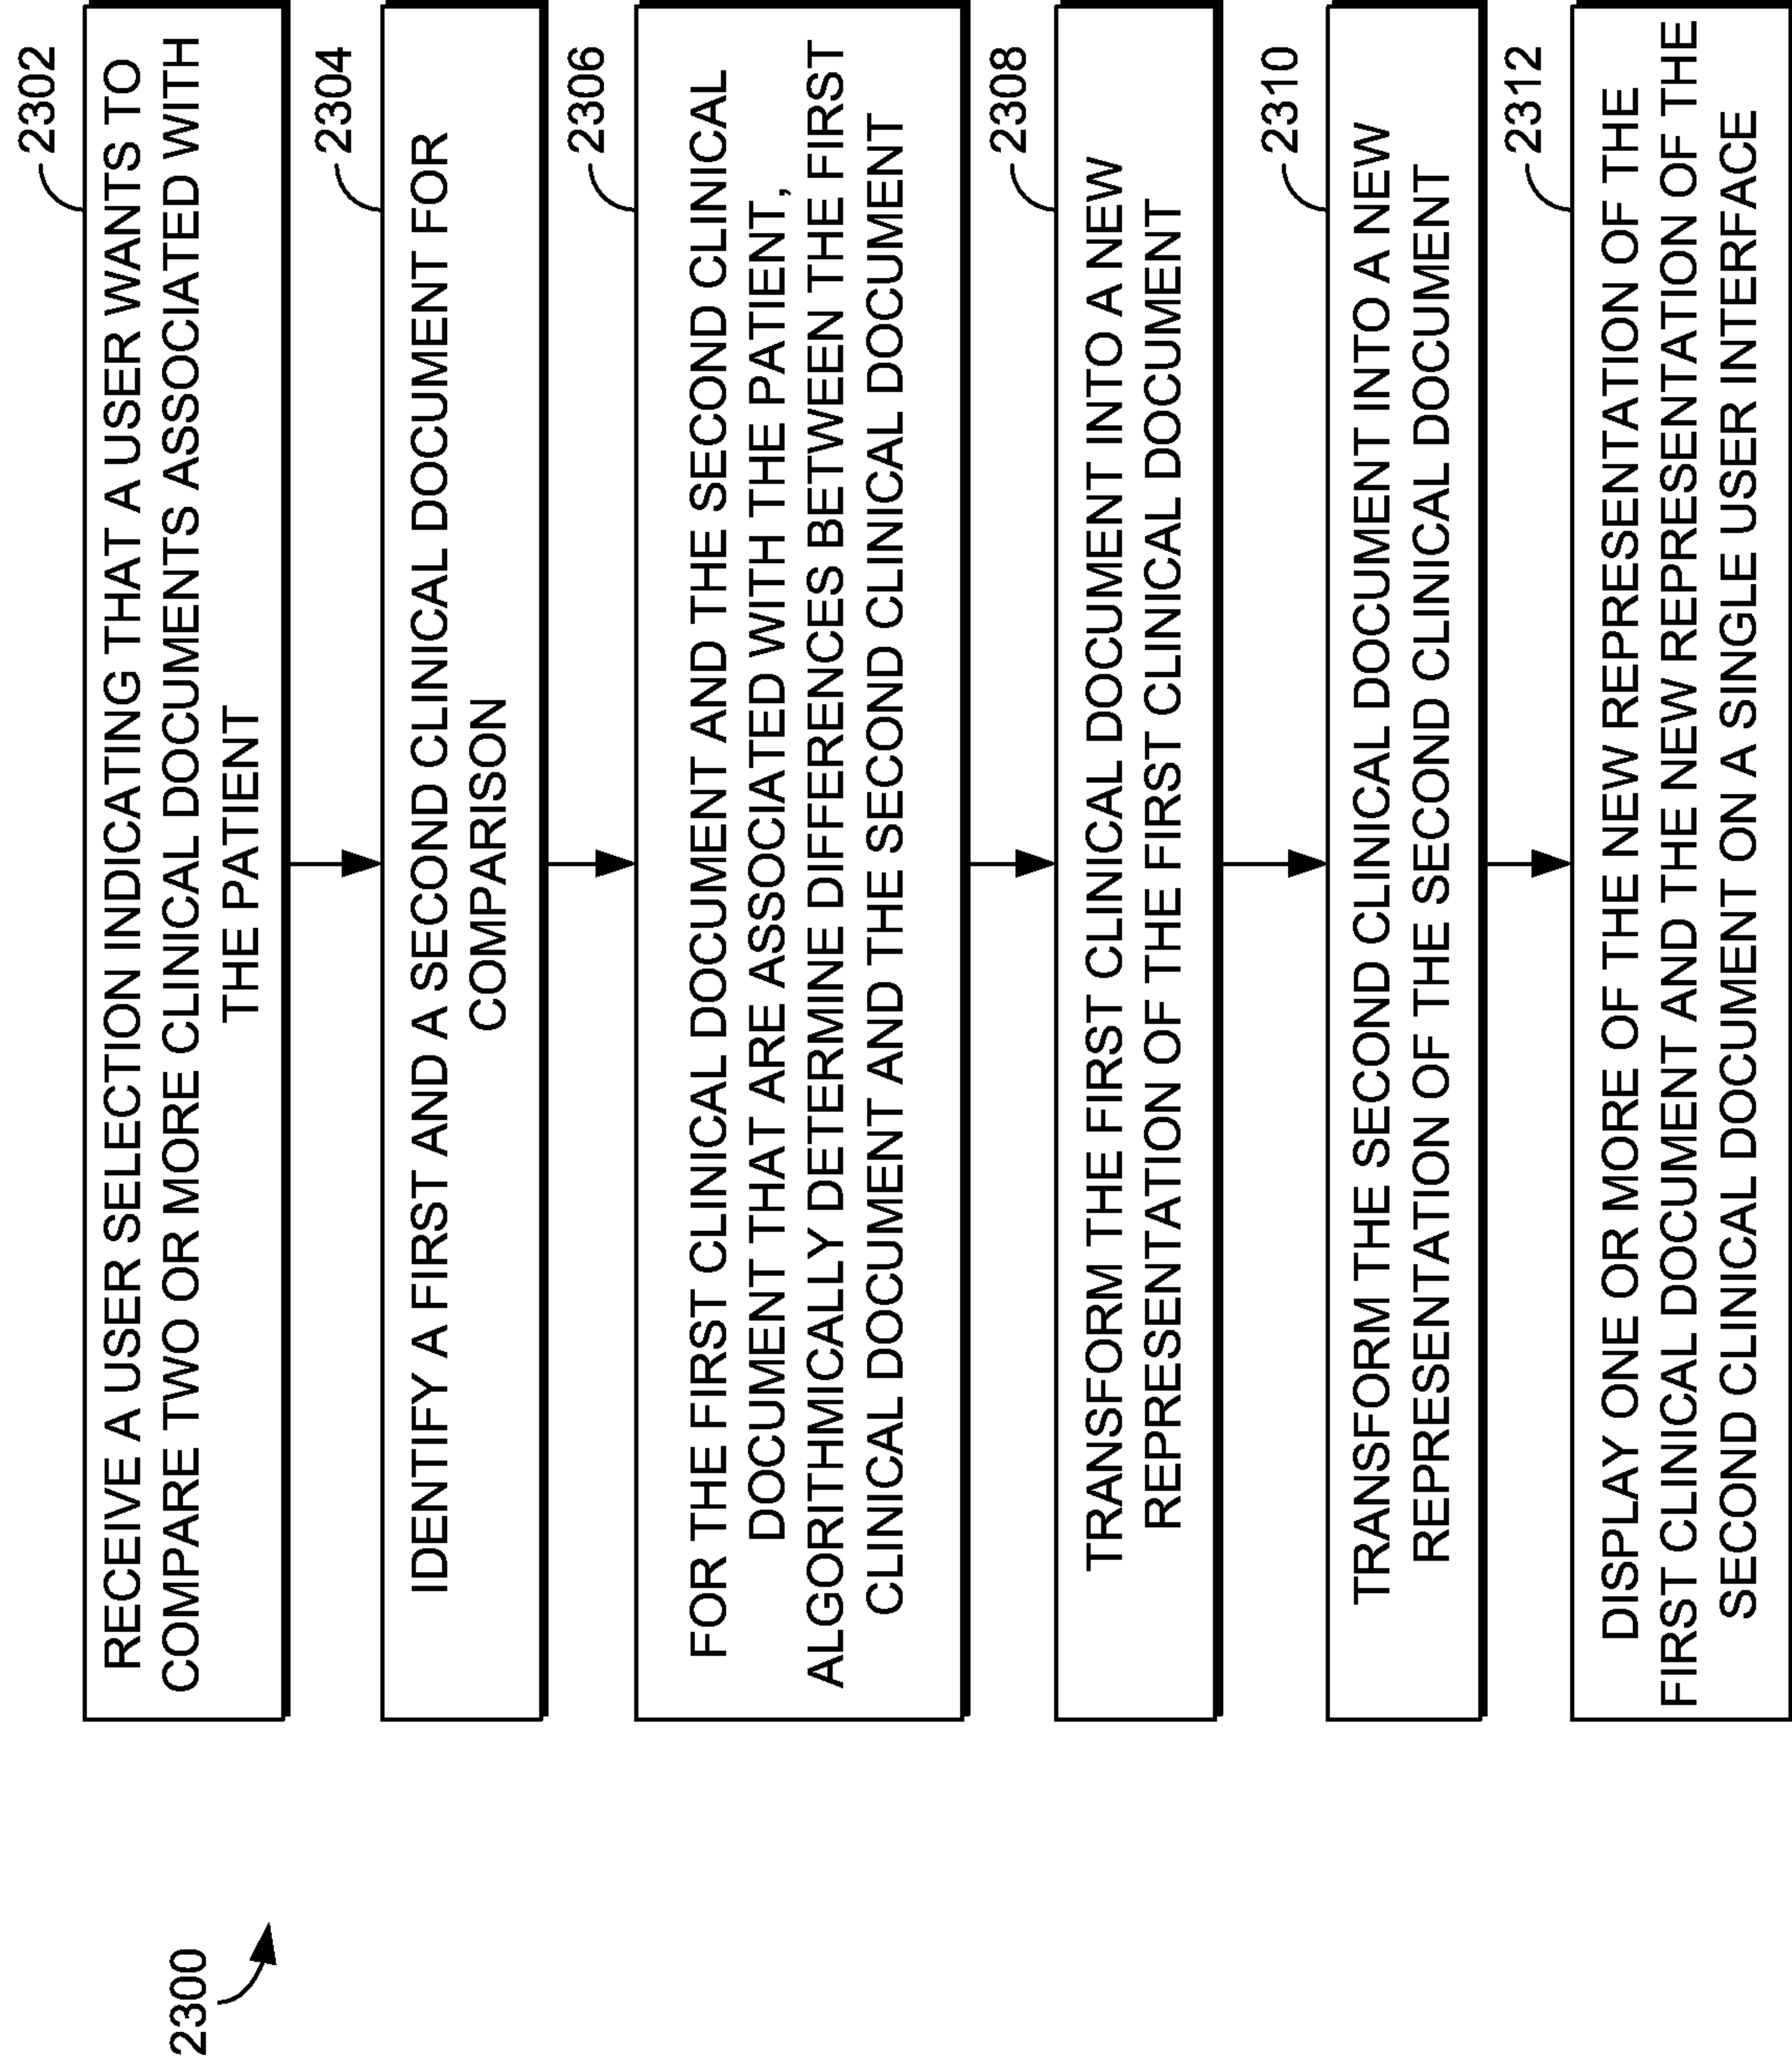 2300
2302
RECEIVE A USER SELECTION INDICATING THAT A USER WANTS TO
COMPARE TWO OR MORE CLINICAL DOCUMENTS ASSOCIATED WITH
THE PATIENT
2304
IDENTIFY A FIRST AND A SECOND CLINICAL DOCUMENT FOR
COMPARISON
2306
FOR THE FIRST CLINICAL DOCUMENT AND THE SECOND CLINICAL
DOCUMENT THAT ARE ASSOCIATED WITH THE PATIENT,
ALGORITHMICALLY DETERMINE DIFFERENCES BETWEEN THE FIRST
CLINICAL DOCUMENT AND THE SECOND CLINICAL DOCUMENT
2308
TRANSFORM THE FIRST CLINICAL DOCUMENT INTO A NEW
REPRESENTATION OF THE FIRST CLINICAL DOCUMENT
2310
TRANSFORM THE SECOND CLINICAL DOCUMENT INTO A NEW
REPRESENTATION OF THE SECOND CLINICAL DOCUMENT
2312
DISPLAY ONE OR MORE OF THE NEW REPRESENTATION OF THE
FIRST CLINICAL DOCUMENT AND THE NEW REPRESENTATION OF THE
SECOND CLINICAL DOCUMENT ON A SINGLE USER INTERFACE